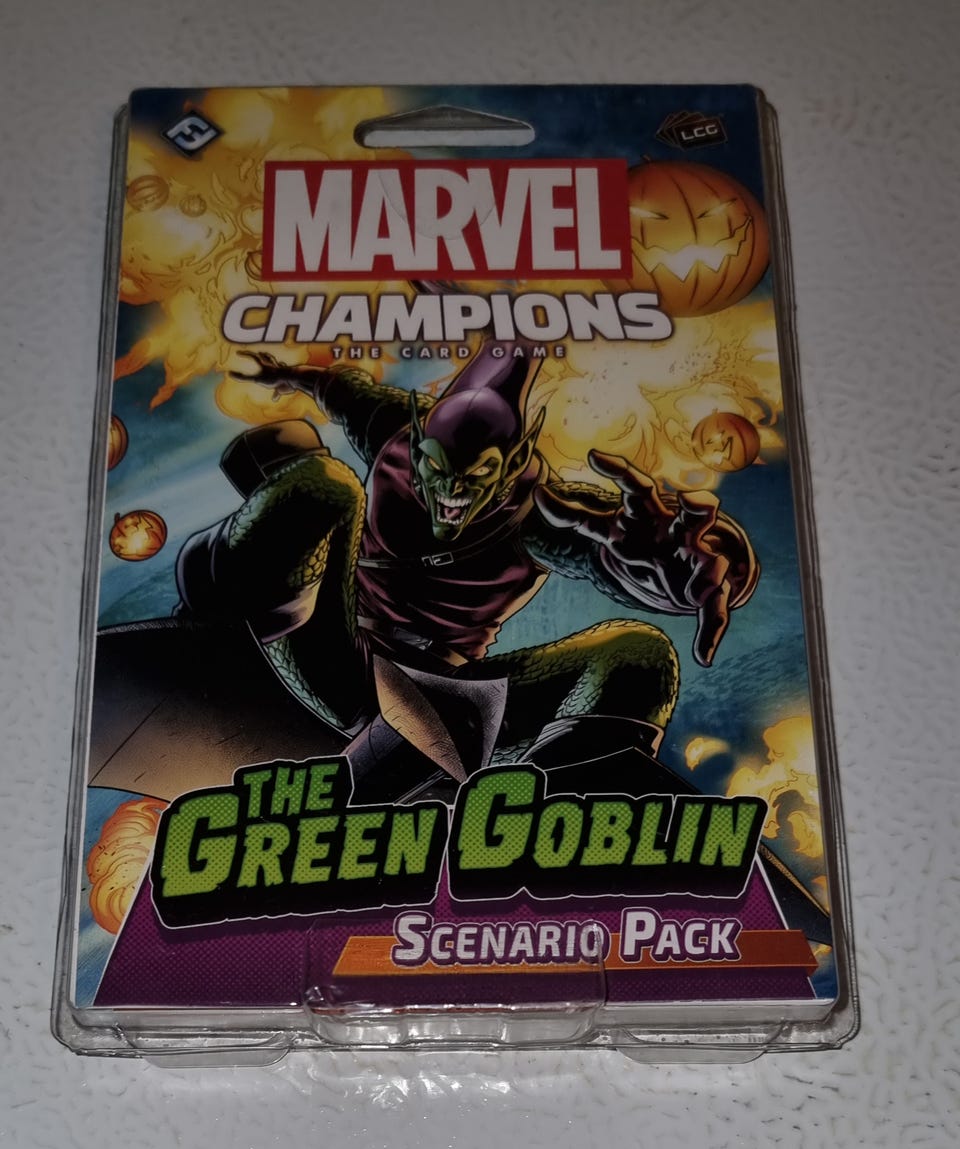 LCG
MARVEL
CHAMPIONS
THE CARD GAME
THE
GREEN GOBLIN
SCENARIO PACK